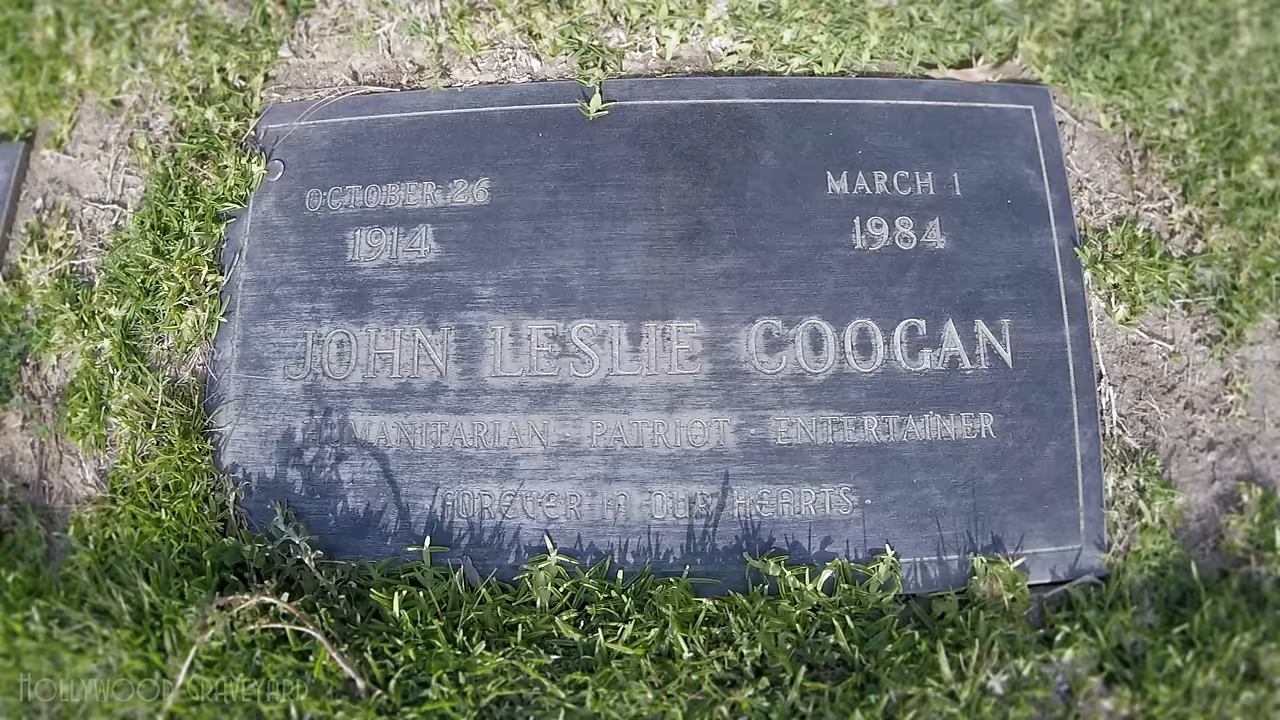 OCTOBER 26
1914
MARCH 1
1984
JOHN LESLIE COOGAN
HUMANITARIAN · PATRIOT · ENTERTAINER
FOREVER IN OUR HEARTS
HOLLYWOOD GRAVEYARD